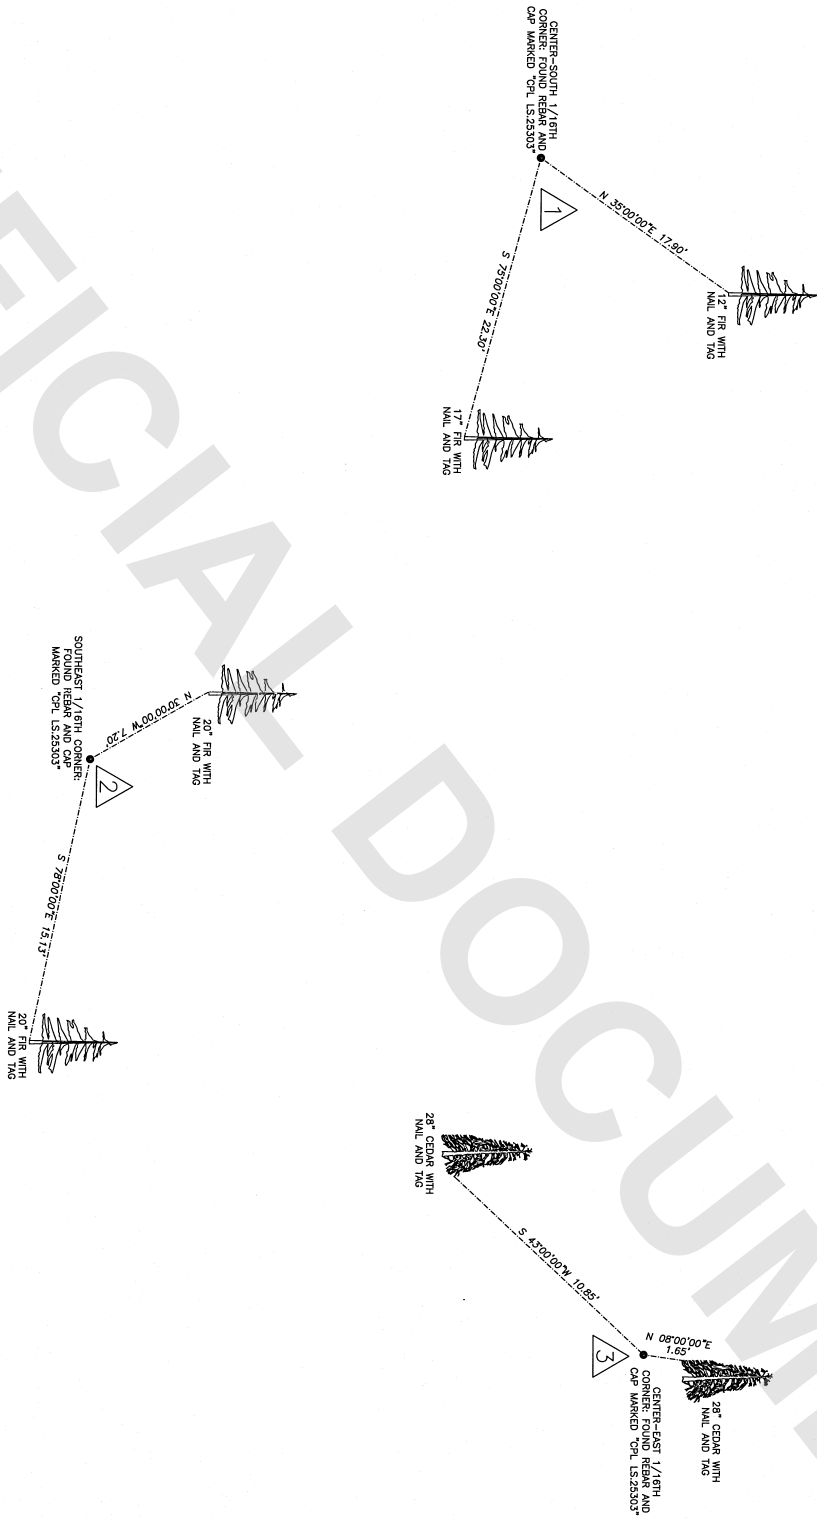 CENTER-SOUTH 1/16TH
CORNER: FOUND REBAR AND
CAP MARKED "CPL LS.25303"
1
N 35°00'00"E 17.90'
12" FIR WITH
NAIL AND TAG
S 75°00'00"E 22.30'
17" FIR WITH
NAIL AND TAG
SOUTHEAST 1/16TH CORNER:
FOUND REBAR AND CAP
MARKED "CPL LS.25303"
2
N 30°00'00"W 7.20'
20" FIR WITH
NAIL AND TAG
S 78°00'00"E 15.13'
20" FIR WITH
NAIL AND TAG
28" CEDAR WITH
NAIL AND TAG
S 43°00'00"W 10.85'
3
N 08°00'00"E
1.65'
28" CEDAR WITH
NAIL AND TAG
CENTER-EAST 1/16TH
CORNER: FOUND REBAR AND
CAP MARKED "CPL LS.25303"
FICIAL DOCUM